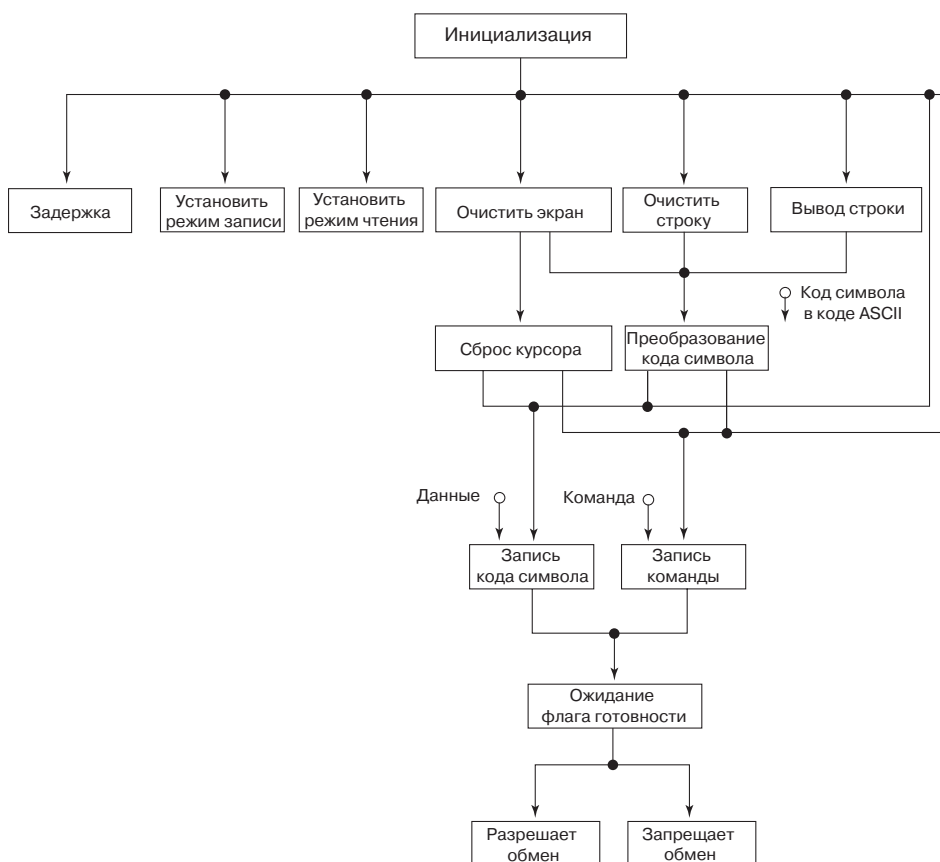 Инициализация
Задержка
Установить
режим записи
Установить
режим чтения
Очистить экран
Очистить
строку
Вывод строки
Код символа
в коде ASCII
Сброс курсора
Преобразование
кода символа
Данные
Команда
Запись
кода символа
Запись
команды
Ожидание
флага готовности
Разрешает
обмен
Запрещает
обмен